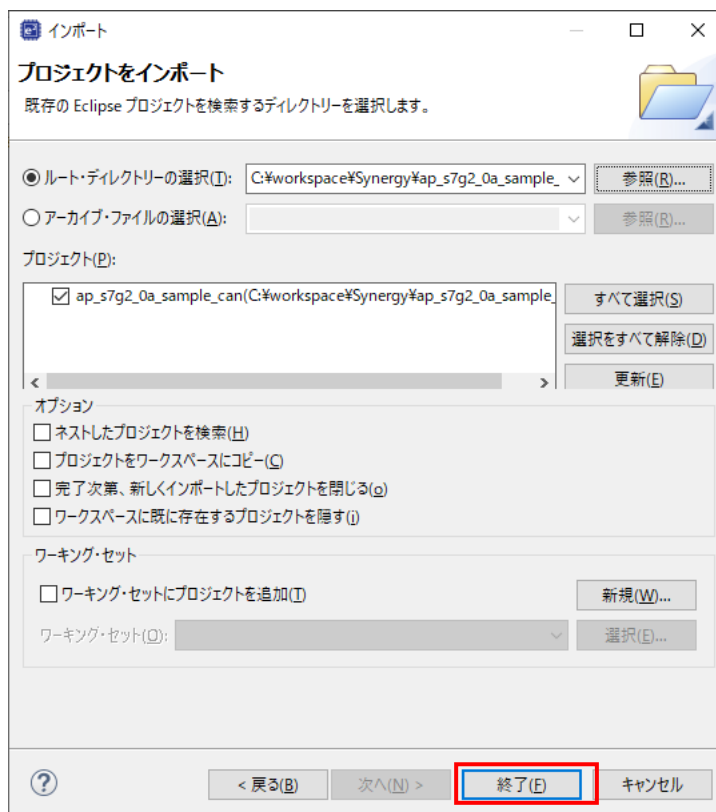 インポート
プロジェクトをインポート
既存の Eclipse プロジェクトを検索するディレクトリーを選択します。
ルート・ディレクトリーの選択(T): C:¥workspace¥Synergy¥ap_s7g2_0a_sample_ 参照(R)...
アーカイブ・ファイルの選択(A): 参照(R)...
プロジェクト(P):
ap_s7g2_0a_sample_can(C:¥workspace¥Synergy¥ap_s7g2_0a_sample_ すべて選択(S)
選択をすべて解除(D)
更新(E)
オプション
ネストしたプロジェクトを検索(H)
プロジェクトをワークスペースにコピー(C)
完了次第、新しくインポートしたプロジェクトを閉じる(o)
ワークスペースに既に存在するプロジェクトを隠す(i)
ワーキング・セット
ワーキング・セットにプロジェクトを追加(T) 新規(W)...
ワーキング・セット(O): 選択(E)...
? < 戻る(B) 次へ(N) > 終了(F) キャンセル